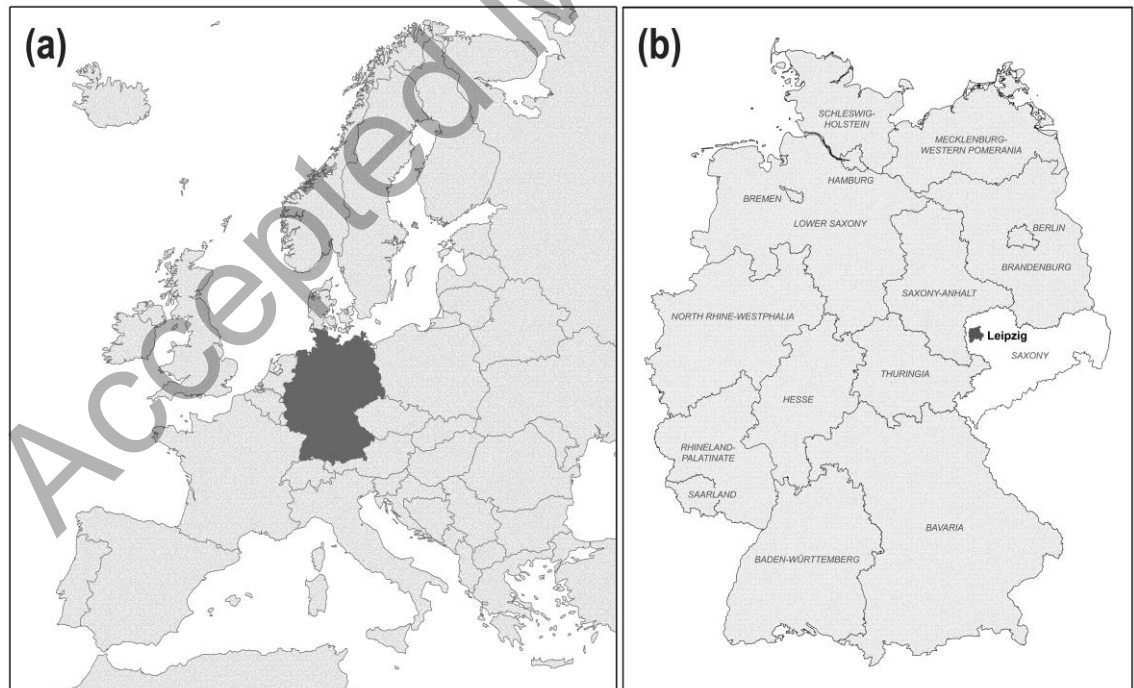 (a)
Accepted M
(b)
SCHLESWIG-
HOLSTEIN
MECKLENBURG-
WESTERN POMERANIA
HAMBURG
BREMEN
LOWER SAXONY
BERLIN
BRANDENBURG
SAXONY-ANHALT
NORTH RHINE-WESTPHALIA
Leipzig
SAXONY
THURINGIA
HESSE
RHINELAND-
PALATINATE
SAARLAND
BAVARIA
BADEN-WÜRTTEMBERG